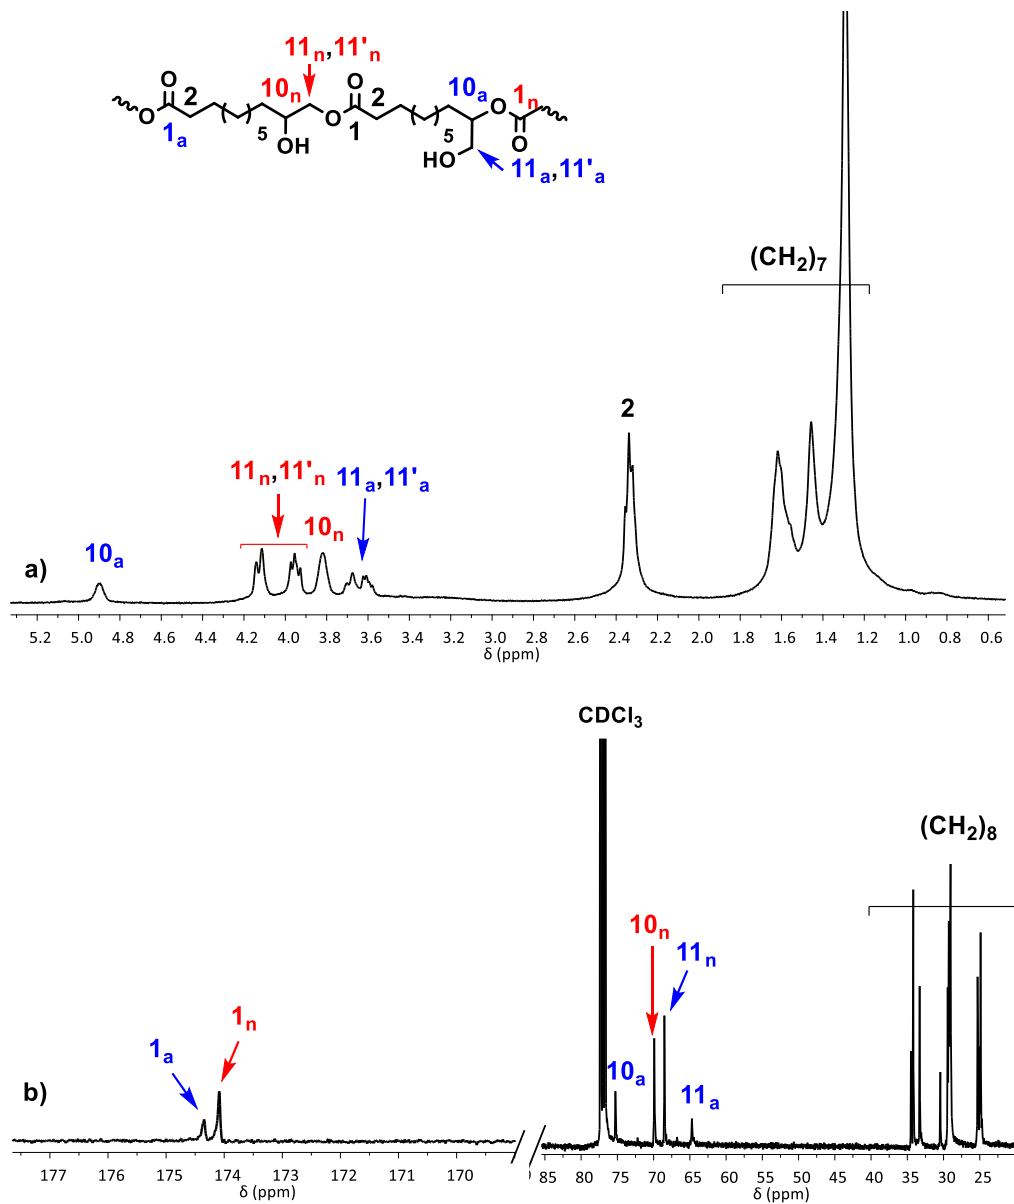 11n,11'n
O 2 10n O 2 10a 1n
O O O
1a 5 OH 1 5 O
HO 11a,11'a
(CH2)7
2
11n,11'n 11a,11'a
10n
10a
a)
5.2 5.0 4.8 4.6 4.4 4.2 4.0 3.8 3.6 3.4 3.2 3.0 2.8 2.6 2.4 2.2 2.0 1.8 1.6 1.4 1.2 1.0 0.8 0.6
δ (ppm)
CDCl3
(CH2)8
10n
11n
1n
1a
10a
11a
b)
177 176 175 174 173 172 171 170 85 80 75 70 65 60 55 50 45 40 35 30 25
δ (ppm) δ (ppm)